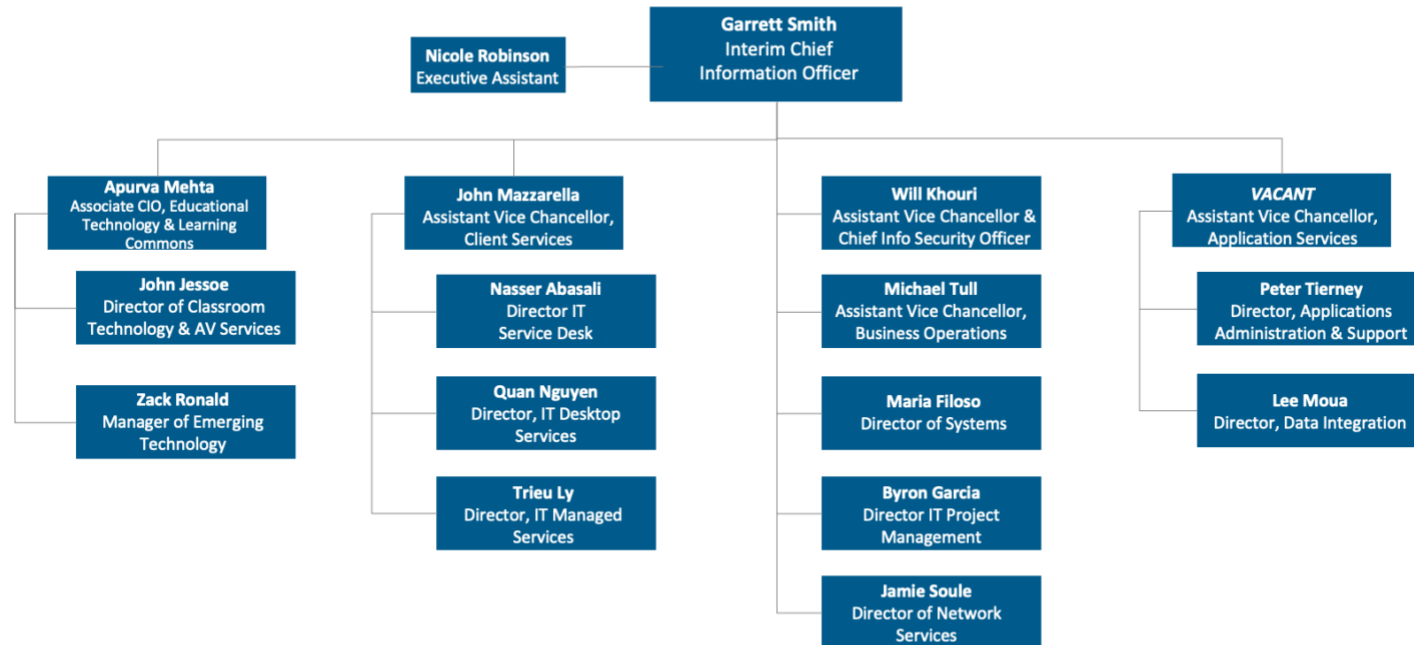 Garrett Smith
Interim Chief
Information Officer
Nicole Robinson
Executive Assistant
Apurva Mehta
Associate CIO, Educational
Technology & Learning
Commons
John Jessoe
Director of Classroom
Technology & AV Services
Zack Ronald
Manager of Emerging
Technology
John Mazzarella
Assistant Vice Chancellor,
Client Services
Nasser Abasali
Director IT
Service Desk
Quan Nguyen
Director, IT Desktop
Services
Trieu Ly
Director, IT Managed
Services
Will Khouri
Assistant Vice Chancellor &
Chief Info Security Officer
Michael Tull
Assistant Vice Chancellor,
Business Operations
Maria Filoso
Director of Systems
Byron Garcia
Director IT Project
Management
Jamie Soule
Director of Network
Services
VACANT
Assistant Vice Chancellor,
Application Services
Peter Tierney
Director, Applications
Administration & Support
Lee Moua
Director, Data Integration